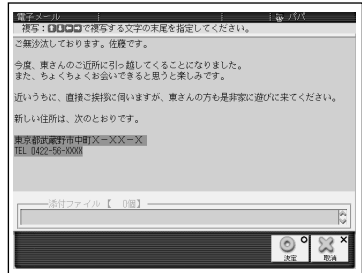 電子メール パパ
複写：↑↓←→で複写する文字の末尾を指定してください。
ご無沙汰しております。佐藤です。
今度、東さんのご近所に引っ越してくることになりました。
また、ちょくちょくお会いできると思うと楽しみです。
近いうちに、直接ご挨拶に伺いますが、東さんの方も是非家に遊びに来てください。
新しい住所は、次のとおりです。
東京都武蔵野市中町X－XX－X
TEL 0422-56-XXXX
添付ファイル【 0個】
決定 取消